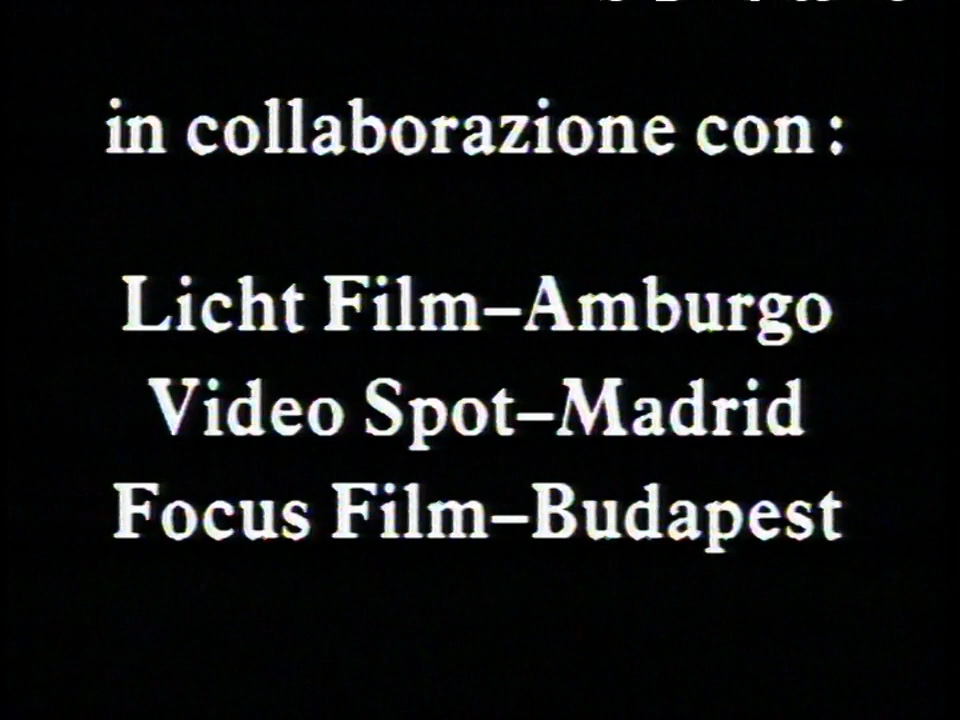 in collaborazione con:
Licht Film–Amburgo
Video Spot–Madrid
Focus Film–Budapest